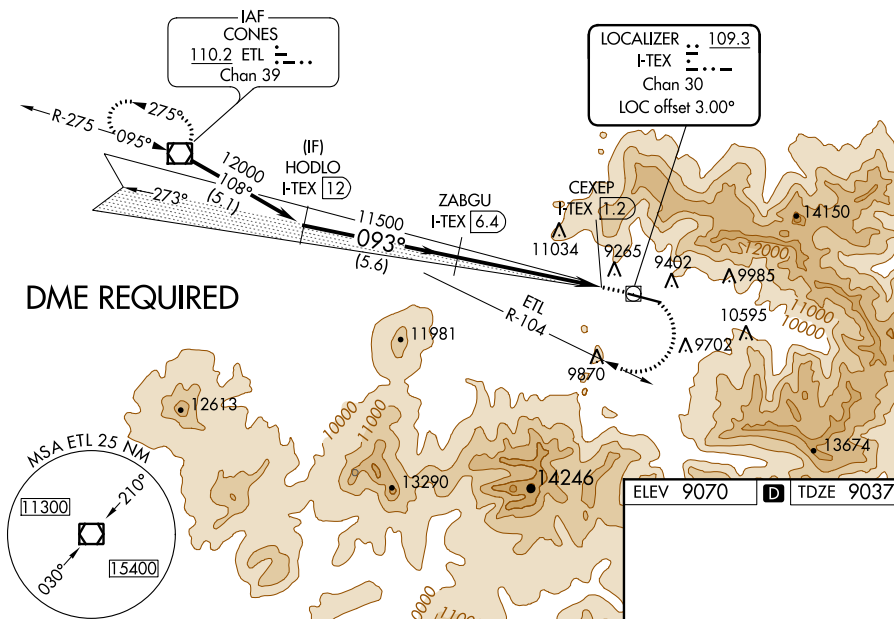 IAF
CONES
110.2 ETL
Chan 39
LOCALIZER 109.3
I-TEX
Chan 30
LOC offset 3.00°
R-275
095°
275°
12000
108°
(5.1)
(IF)
HODLO
I-TEX 12
273°
11500
093°
(5.6)
ZABGU
I-TEX 6.4
CEXEP
I-TEX 1.2
11034
9265
9402
9985
14150
12000
11000
10000
10595
9702
9870
ETL
R-104
DME REQUIRED
11981
12613
10000
11000
13290
14246
13674
MSA ETL 25 NM
11300
210°
030°
15400
ELEV 9070 D TDZE 9037